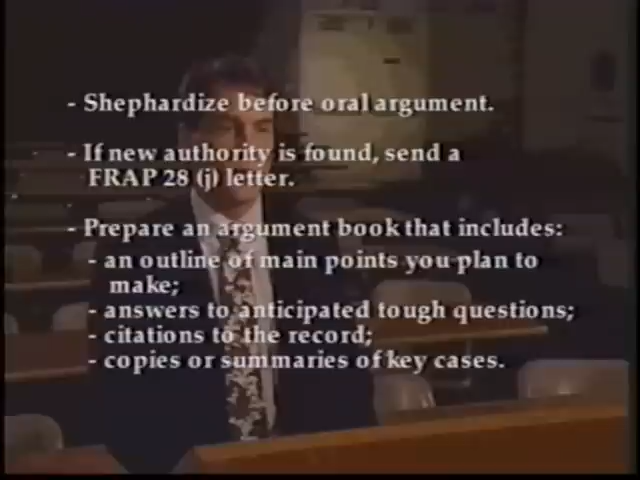 - Shephardize before oral argument.
- If new authority is found, send a
FRAP 28 (j) letter.
- Prepare an argument book that includes:
- an outline of main points you plan to
make;
- answers to anticipated tough questions;
- citations to the record;
- copies or summaries of key cases.